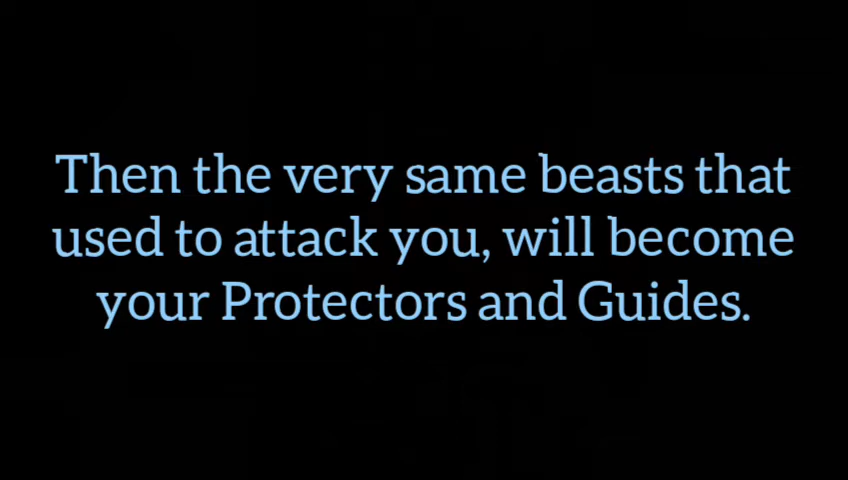 Then the very same beasts that
used to attack you, will become
your Protectors and Guides.